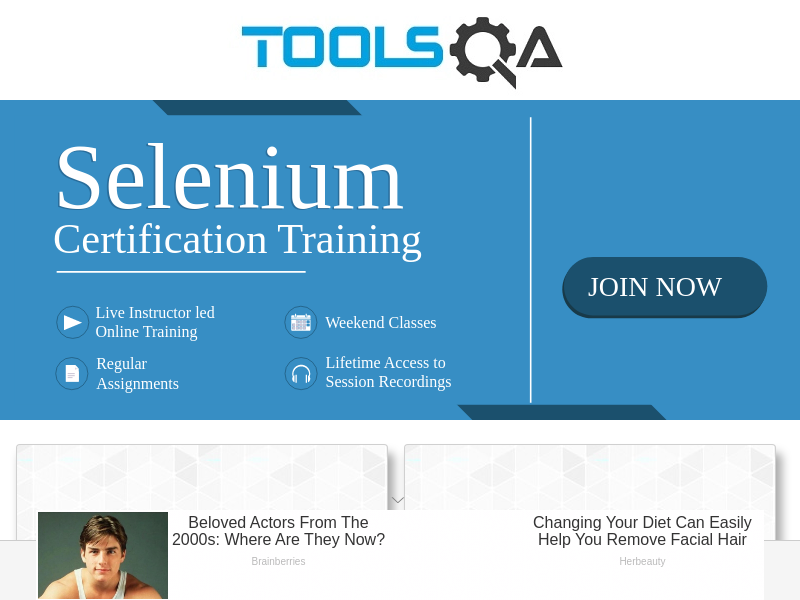 TOOLSQA
Selenium
Certification Training
JOIN NOW
Live Instructor led
Online Training
Weekend Classes
Regular
Assignments
Lifetime Access to
Session Recordings
Beloved Actors From The
2000s: Where Are They Now?
Brainberries
Changing Your Diet Can Easily
Help You Remove Facial Hair
Herbeauty